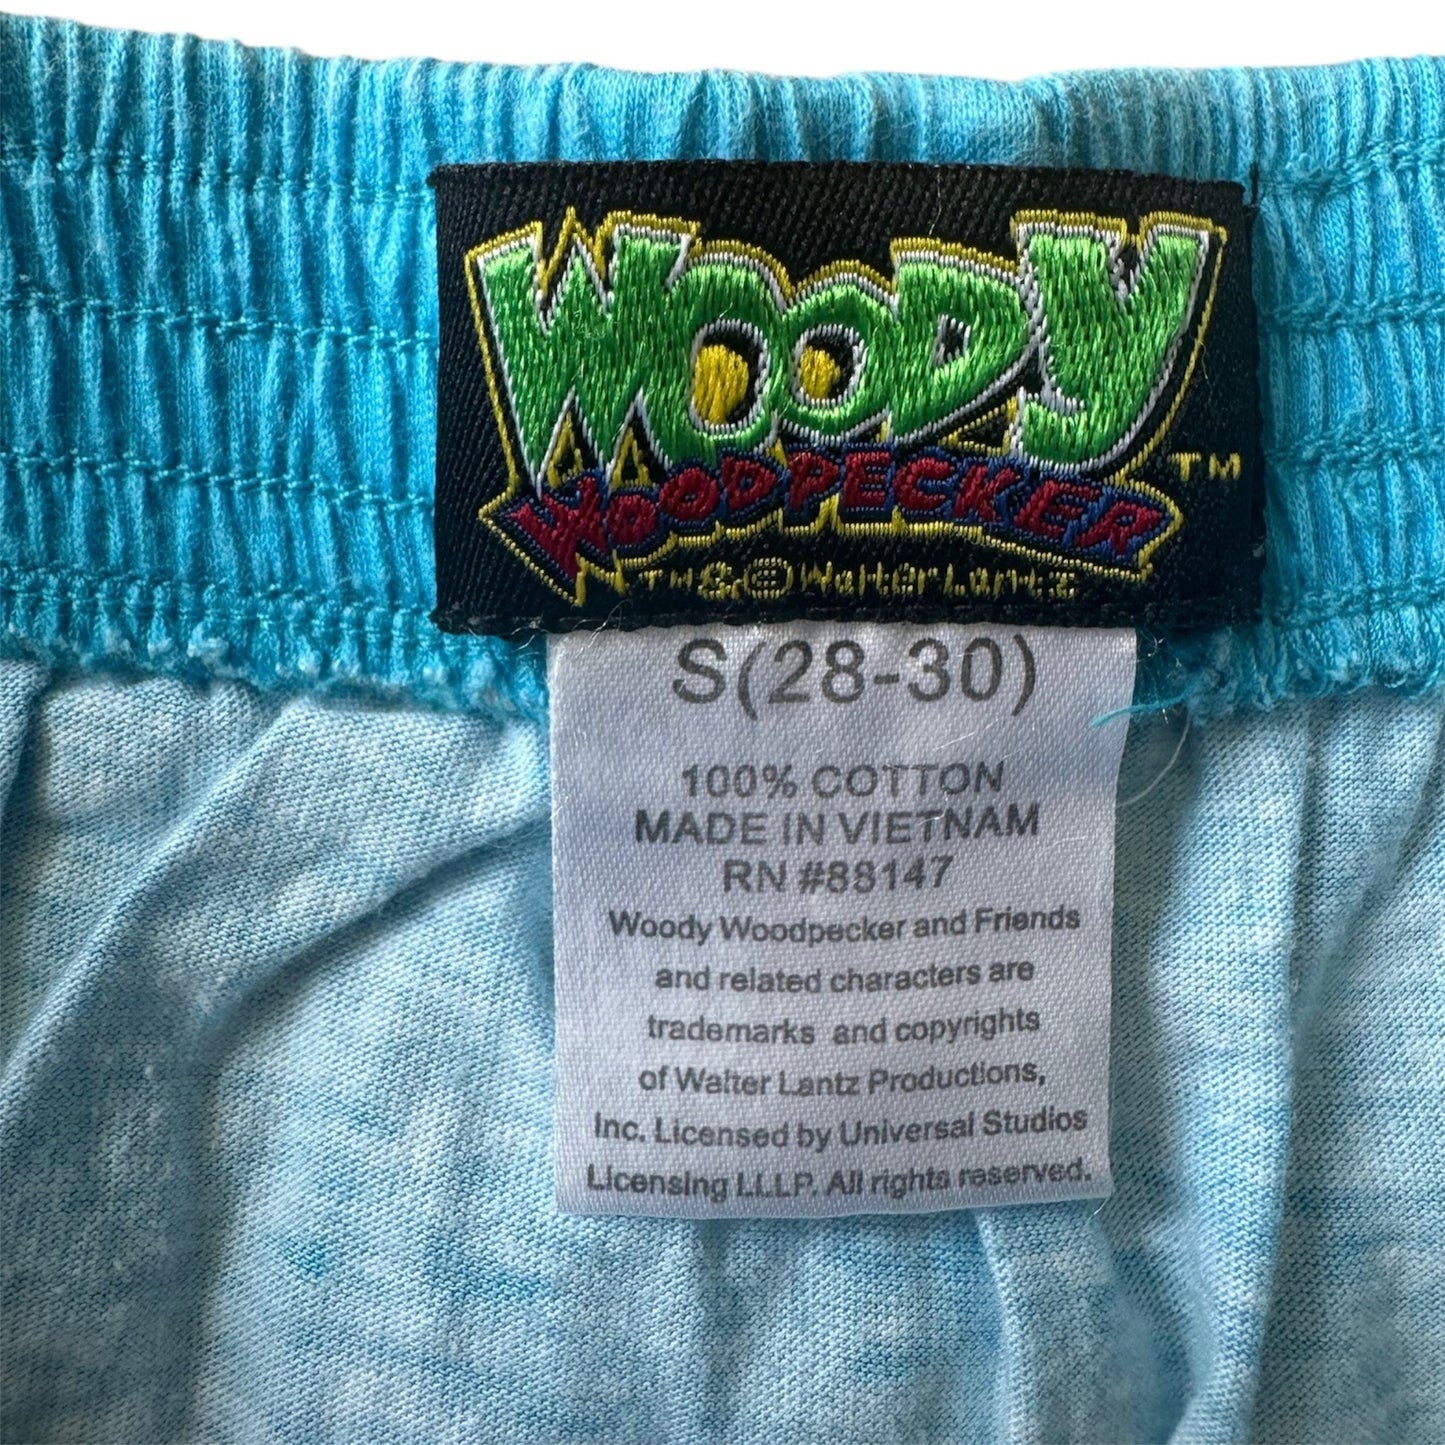 WOODY
WOODPECKER TM
TM & © Walter Lantz
S(28-30)
100% COTTON
MADE IN VIETNAM
RN #88147
Woody Woodpecker and Friends
and related characters are
trademarks and copyrights
of Walter Lantz Productions,
Inc. Licensed by Universal Studios
Licensing LLLP. All rights reserved.